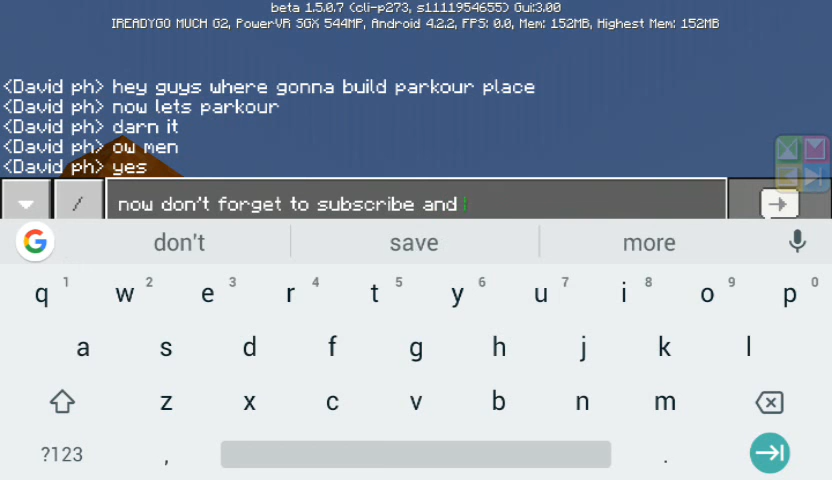 beta 1.5.0.7 (cli-p273, s1111954655) Gui:3.00
IREADYGO MUCH G2, PowerVR SGX 544MP, Android 4.2.2, FPS: 0.0, Mem: 152MB, Highest Mem: 152MB
<David ph> hey guys where gonna build parkour place
<David ph> now lets parkour
<David ph> darn it
<David ph> ow men
<David ph> yes
/ now don't forget to subscribe and
G don't save more
q 1 w 2 e 3 r 4 t 5 y 6 u 7 i 8 o 9 p 0
a s d f g h j k l
z x c v b n m
?123 , .